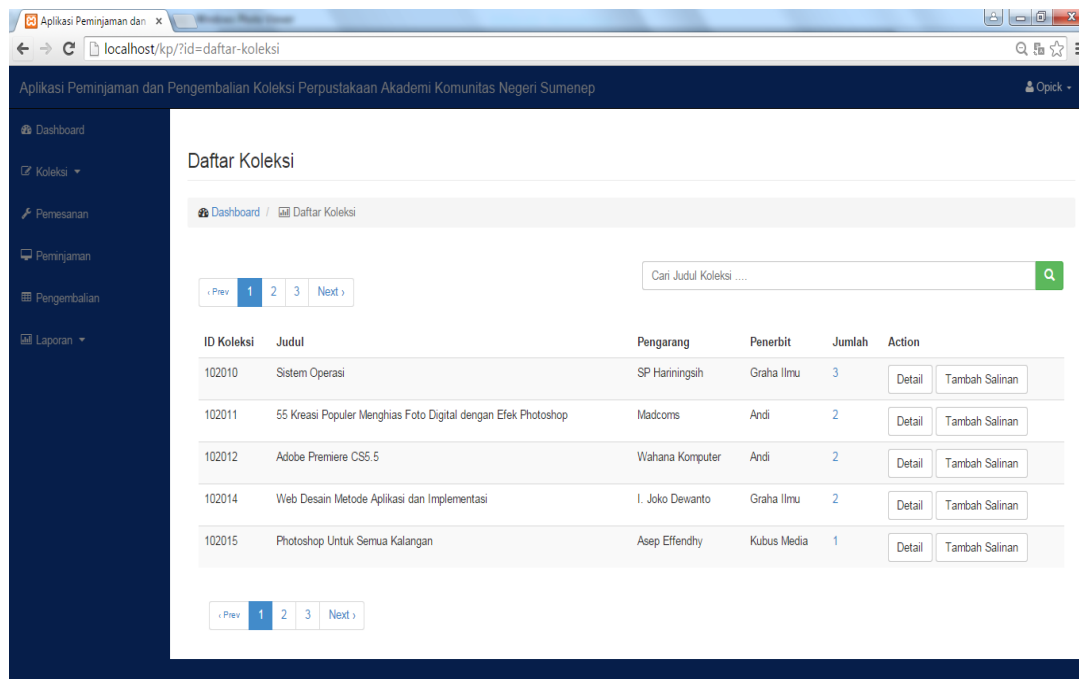 Aplikasi Peminjaman dan x
localhost/kp/?id=daftar-koleksi
Aplikasi Peminjaman dan Pengembalian Koleksi Perpustakaan Akademi Komunitas Negeri Sumenep
Opick
Dashboard
Koleksi
Pemesanan
Peminjaman
Pengembalian
Laporan
Daftar Koleksi
Dashboard / Daftar Koleksi
Cari Judul Koleksi ....
‹ Prev 1 2 3 Next ›
ID Koleksi Judul Pengarang Penerbit Jumlah Action
102010 Sistem Operasi SP Hariningsih Graha Ilmu 3 Detail Tambah Salinan
102011 55 Kreasi Populer Menghias Foto Digital dengan Efek Photoshop Madcoms Andi 2 Detail Tambah Salinan
102012 Adobe Premiere CS5.5 Wahana Komputer Andi 2 Detail Tambah Salinan
102014 Web Desain Metode Aplikasi dan Implementasi I. Joko Dewanto Graha Ilmu 2 Detail Tambah Salinan
102015 Photoshop Untuk Semua Kalangan Asep Effendhy Kubus Media 1 Detail Tambah Salinan
‹ Prev 1 2 3 Next ›